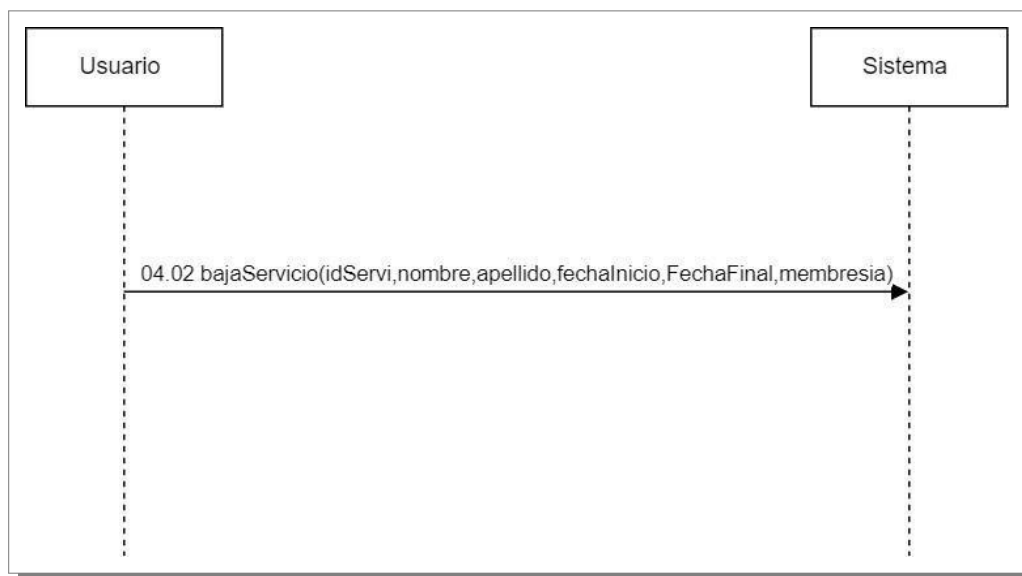 Usuario
Sistema
04.02 bajaServicio(idServi,nombre,apellido,fechaInicio,FechaFinal,membresia)